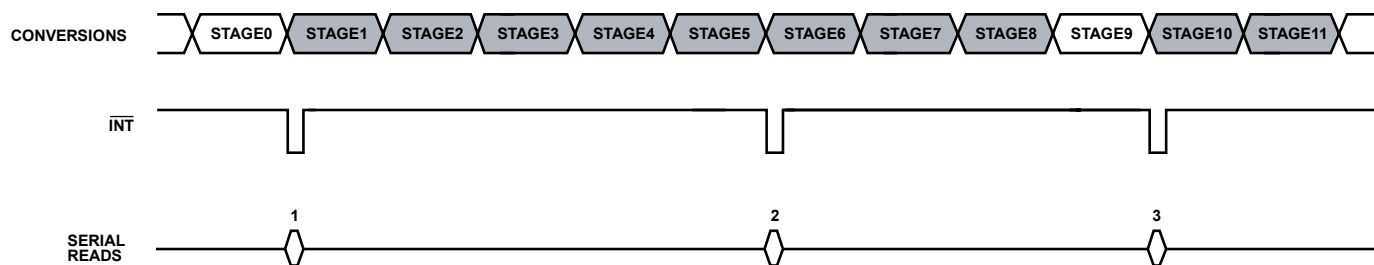 CONVERSIONS STAGE0 STAGE1 STAGE2 STAGE3 STAGE4 STAGE5 STAGE6 STAGE7 STAGE8 STAGE9 STAGE10 STAGE11
INT
1 2 3
SERIAL
READS